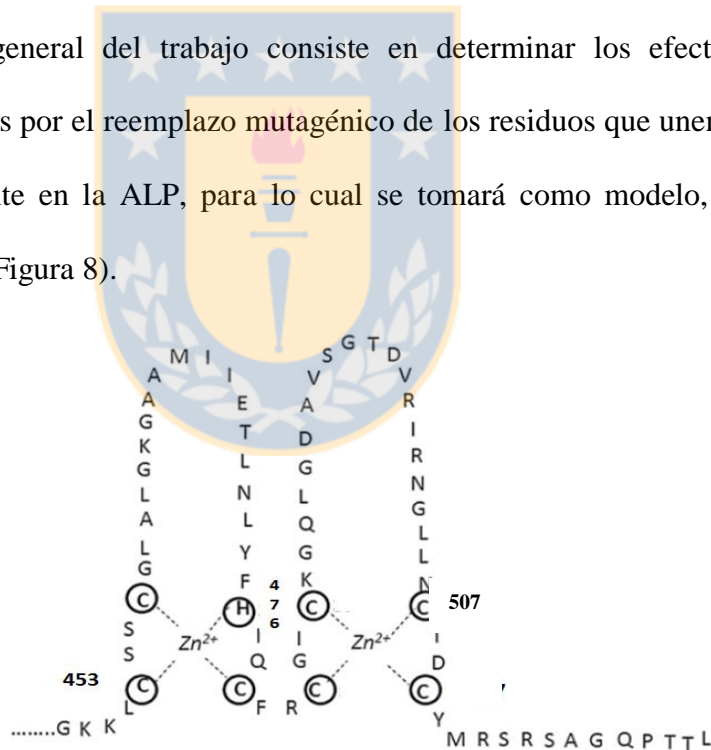 general del trabajo consiste en determinar los efect
s por el reemplazo mutagénico de los residuos que uner
te en la ALP, para lo cual se tomará como modelo,
Figura 8).
........G K K L C S S C G L A L G K G A A M I I I E T L N L Y F H I Q C F R C G I C K G Q L G D A V S G T D V R I R N G L L N C I D C Y M R S R S A G Q P T T L
453
Zn²⁺
476
Zn²⁺
507